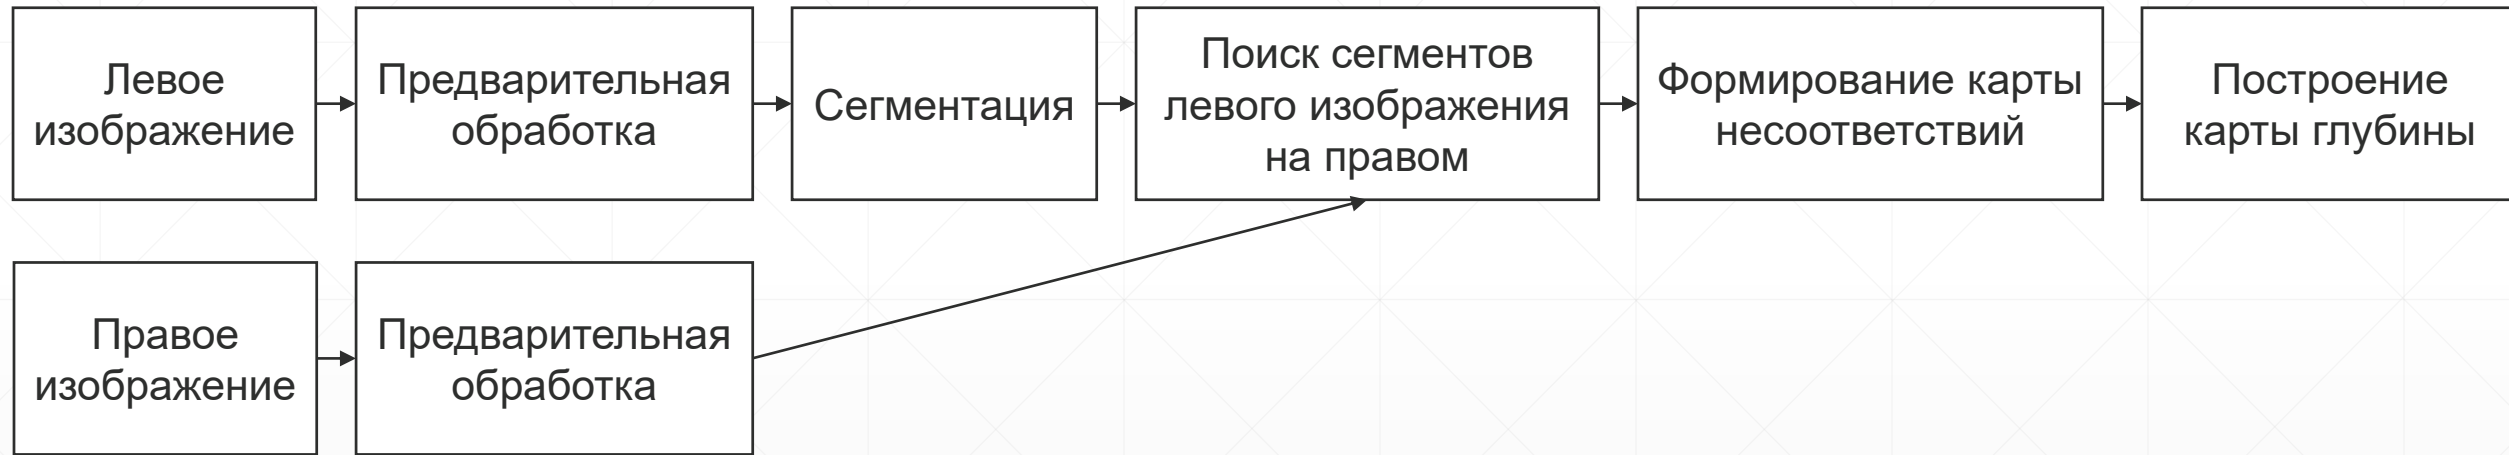 Левое
изображение
Предварительная
обработка
Сегментация
Поиск сегментов
левого изображения
на правом
Формирование карты
несоответствий
Построение
карты глубины
Правое
изображение
Предварительная
обработка